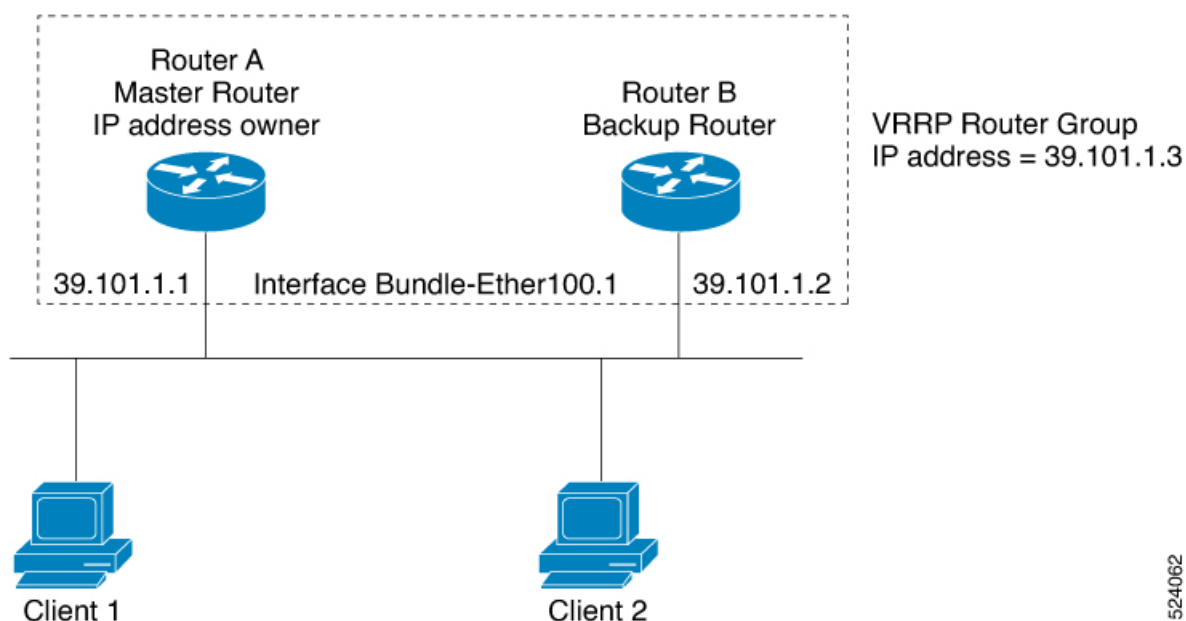 Router A
Master Router
IP address owner
Router B
Backup Router
VRRP Router Group
IP address = 39.101.1.3
39.101.1.1
Interface Bundle-Ether100.1
39.101.1.2
Client 1
Client 2
524062